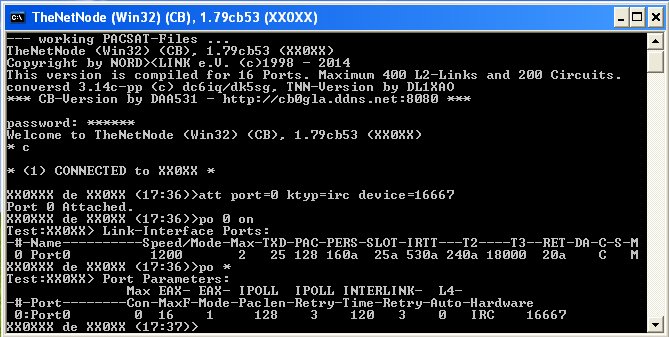 TheNetNode (Win32) (CB), 1.79cb53 (XX0XX)
--- working PACSAT-Files ...
TheNetNode (Win32) (CB), 1.79cb53 (XX0XX)
Copyright by NORD><LINK e.V. (c)1998 - 2014
This version is compiled for 16 Ports. Maximum 400 L2-Links and 200 Circuits.
conversd 3.14c-pp (c) dc6iq/dk5sg, TNN-Version by DL1XAO
*** CB-Version by DAA531 - http://cb0gla.ddns.net:8080 ***
password: ******
Welcome to TheNetNode (Win32) (CB), 1.79cb53 (XX0XX)
* c
* (1) CONNECTED to XX0XX *
XX0XXX de XX0XX (17:36)>att port=0 ktyp=irc device=16667
Port 0 Attached.
XX0XXX de XX0XX (17:36)>po 0 on
Test:XX0XX> Link-Interface Ports:
-#-Name-----------Speed/Mode-Max-TXD-PAC-PERS-SLOT-IRTT---T2----T3--RET-DA-C-S-M
0 Port0 1200 2 25 128 160a 25a 530a 240a 18000 20a C M
XX0XXX de XX0XX (17:36)>po *
Test:XX0XX> Port Parameters:
Max EAX- EAX- IPOLL IPOLL INTERLINK- L4-
-#-Port--------Con-MaxF-Mode-Paclen-Retry-Time-Retry-Auto-Hardware
0:Port0 0 16 1 128 3 120 3 0 IRC 16667
XX0XXX de XX0XX (17:37)>